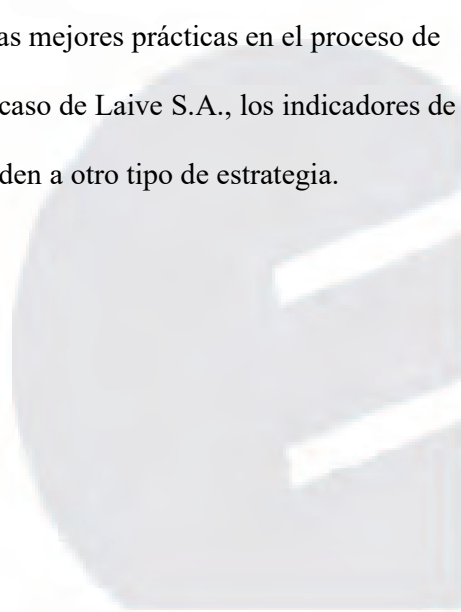 as mejores prácticas en el proceso de
caso de Laive S.A., los indicadores de
den a otro tipo de estrategia.